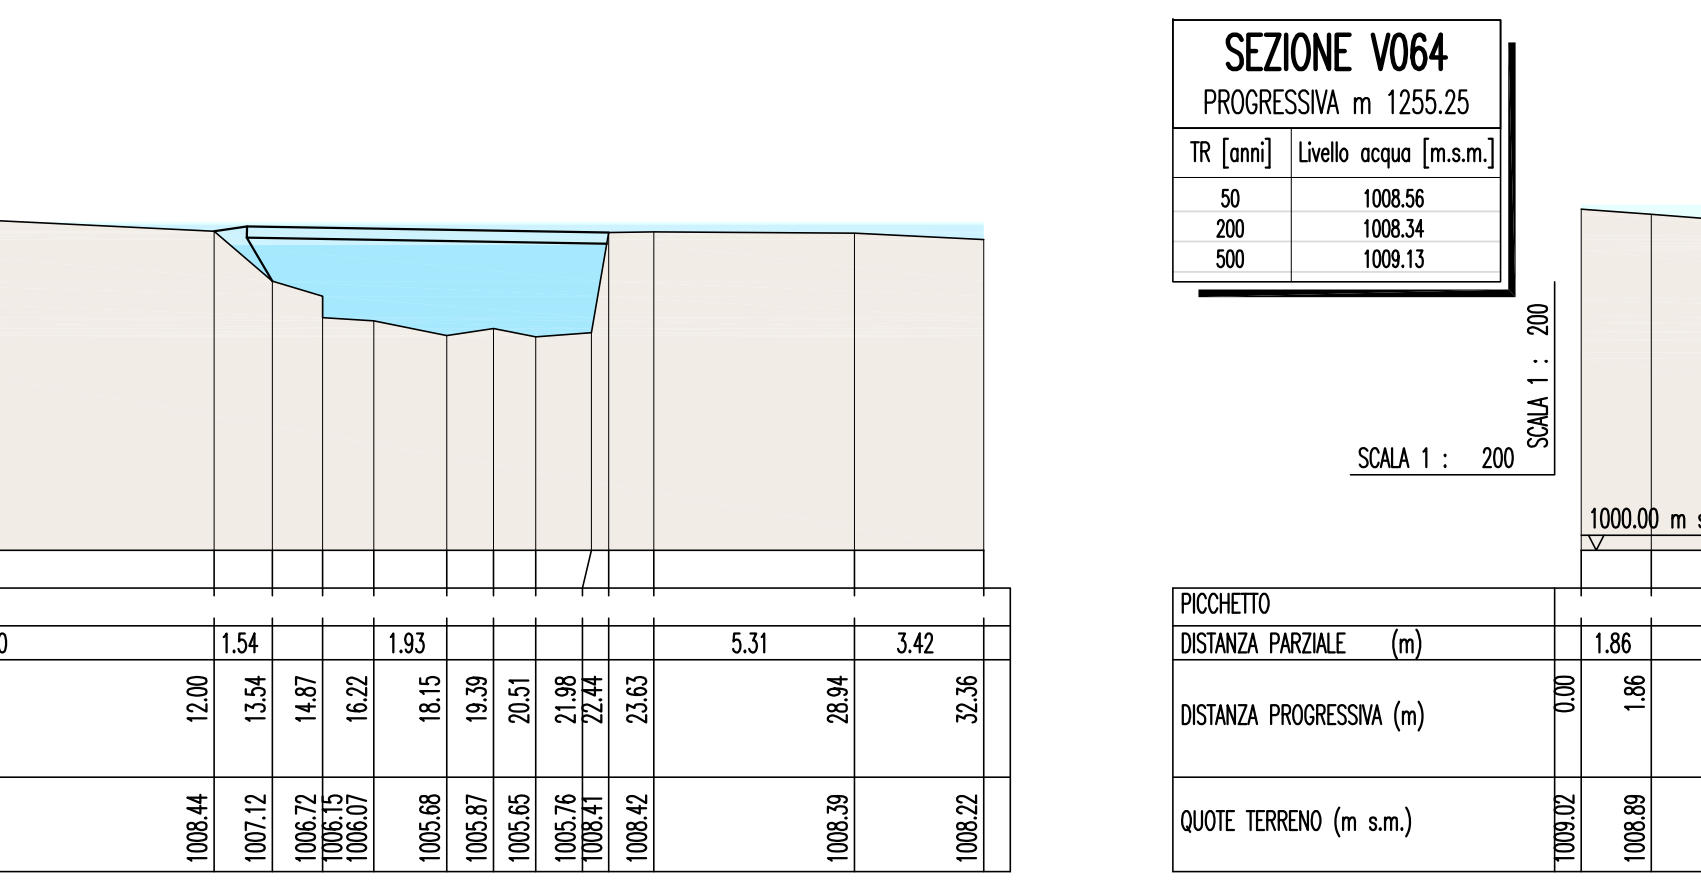 SEZIONE V064
PROGRESSIVA m 1255.25
TR [anni] Livello acqua [m.s.m.]
50 1008.56
200 1008.34
500 1009.13
SCALA 1 : 200
SCALA 1 : 200
1000.00 m
0 1.54 1.93 5.31 3.42
12.00 13.54 14.87 16.22 18.15 19.39 20.51 21.98 22.44 23.63 28.94 32.36
1008.44 1007.12 1006.72 1006.15 1006.07 1005.68 1005.87 1005.65 1005.76 1008.41 1008.42 1008.39 1008.22
PICCHETTO
DISTANZA PARZIALE (m) 1.86
DISTANZA PROGRESSIVA (m) 0.00 1.86
QUOTE TERRENO (m s.m.) 1009.02 1008.89